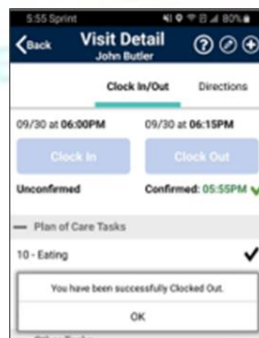 5:55 Sprint 80%
Back Visit Detail
John Butler
Clock In/Out Directions
09/30 at 06:00PM 09/30 at 06:15PM
Clock In Clock Out
Unconfirmed Confirmed: 05:55PM
Plan of Care Tasks
10 - Eating
You have been successfully Clocked Out.
OK